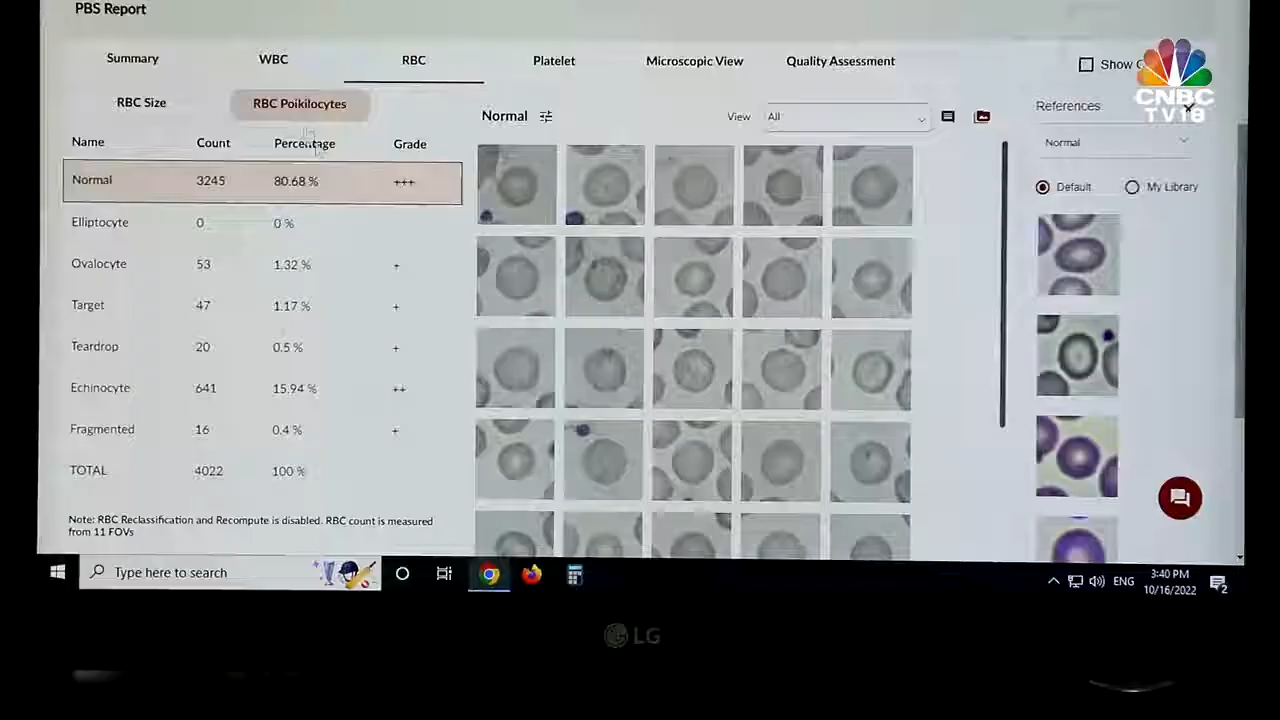 PBS Report
Summary WBC RBC Platelet Microscopic View Quality Assessment Show
CNBC
TV18
RBC Size RBC Poikilocytes
Normal View All
References
Name Count Percentage Grade
Normal
Normal 3245 80.68 % +++
Default My Library
Elliptocyte 0 0 %
Ovalocyte 53 1.32 % +
Target 47 1.17 % +
Teardrop 20 0.5 % +
Echinocyte 641 15.94 % ++
Fragmented 16 0.4 % +
TOTAL 4022 100 %
Note: RBC Reclassification and Recompute is disabled. RBC count is measured
from 11 FOVs
Type here to search
ENG 3:40 PM
10/16/2022 2
LG